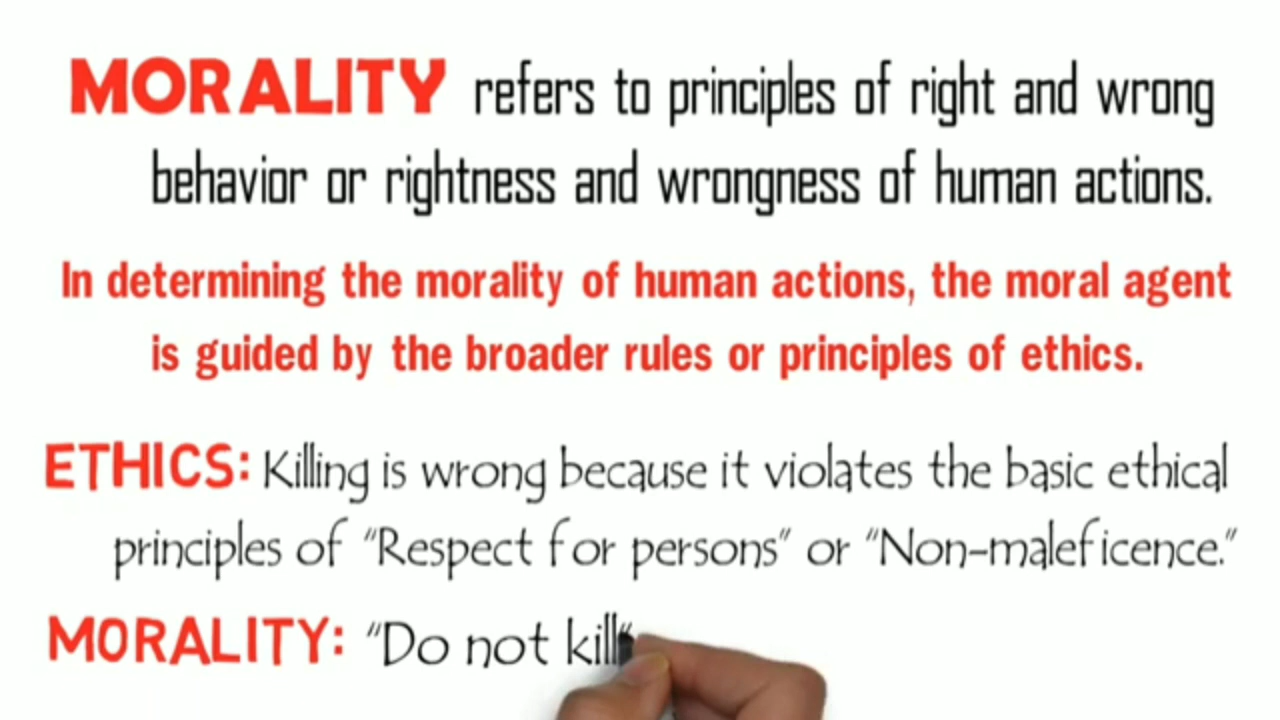 MORALITY refers to principles of right and wrong
behavior or rightness and wrongness of human actions.
In determining the morality of human actions, the moral agent
is guided by the broader rules or principles of ethics.
ETHICS: Killing is wrong because it violates the basic ethical
principles of "Respect for persons" or "Non-maleficence."
MORALITY: "Do not kill"